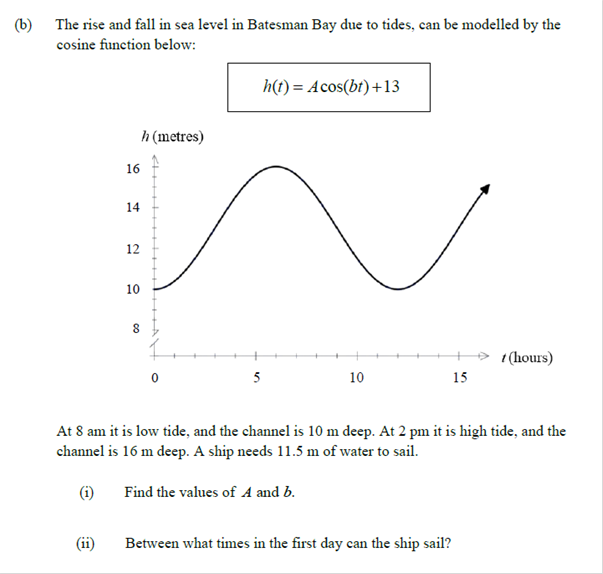 (b) The rise and fall in sea level in Batesman Bay due to tides, can be modelled by the
cosine function below:
h(t) = A cos(bt) + 13
h (metres)
16
14
12
10
8
t (hours)
0 5 10 15
At 8 am it is low tide, and the channel is 10 m deep. At 2 pm it is high tide, and the
channel is 16 m deep. A ship needs 11.5 m of water to sail.
(i) Find the values of A and b.
(ii) Between what times in the first day can the ship sail?